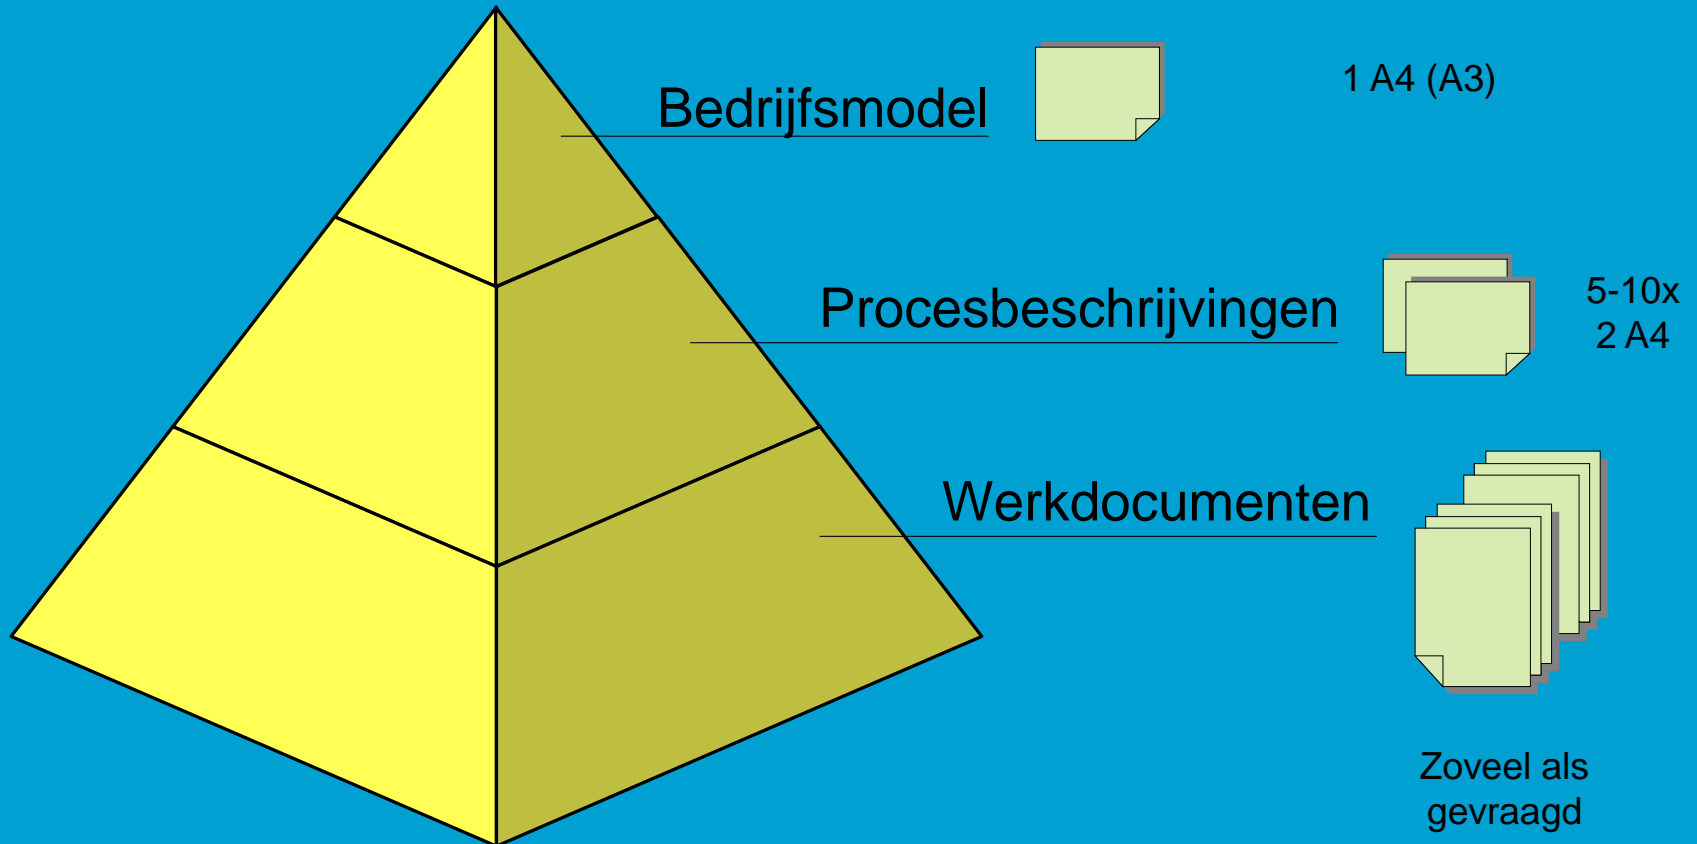 Bedrijfsmodel
1 A4 (A3)
Procesbeschrijvingen
5-10x
2 A4
Werkdocumenten
Zoveel als
gevraagd